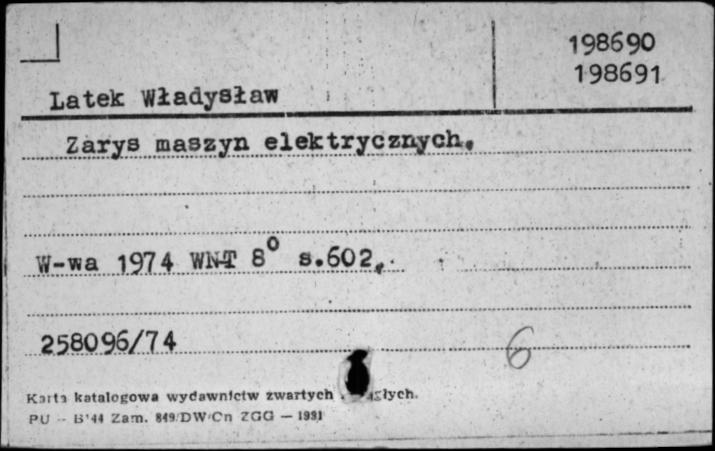 198690
198691
Latek Władysław
Zarys maszyn elektrycznych.
W-wa 1974 WNT 8° s.602.
258096/74
6
Karta katalogowa wydawnictw zwartych
PU - B'44 Zam. 849/DW/Cn ZGG — 1981